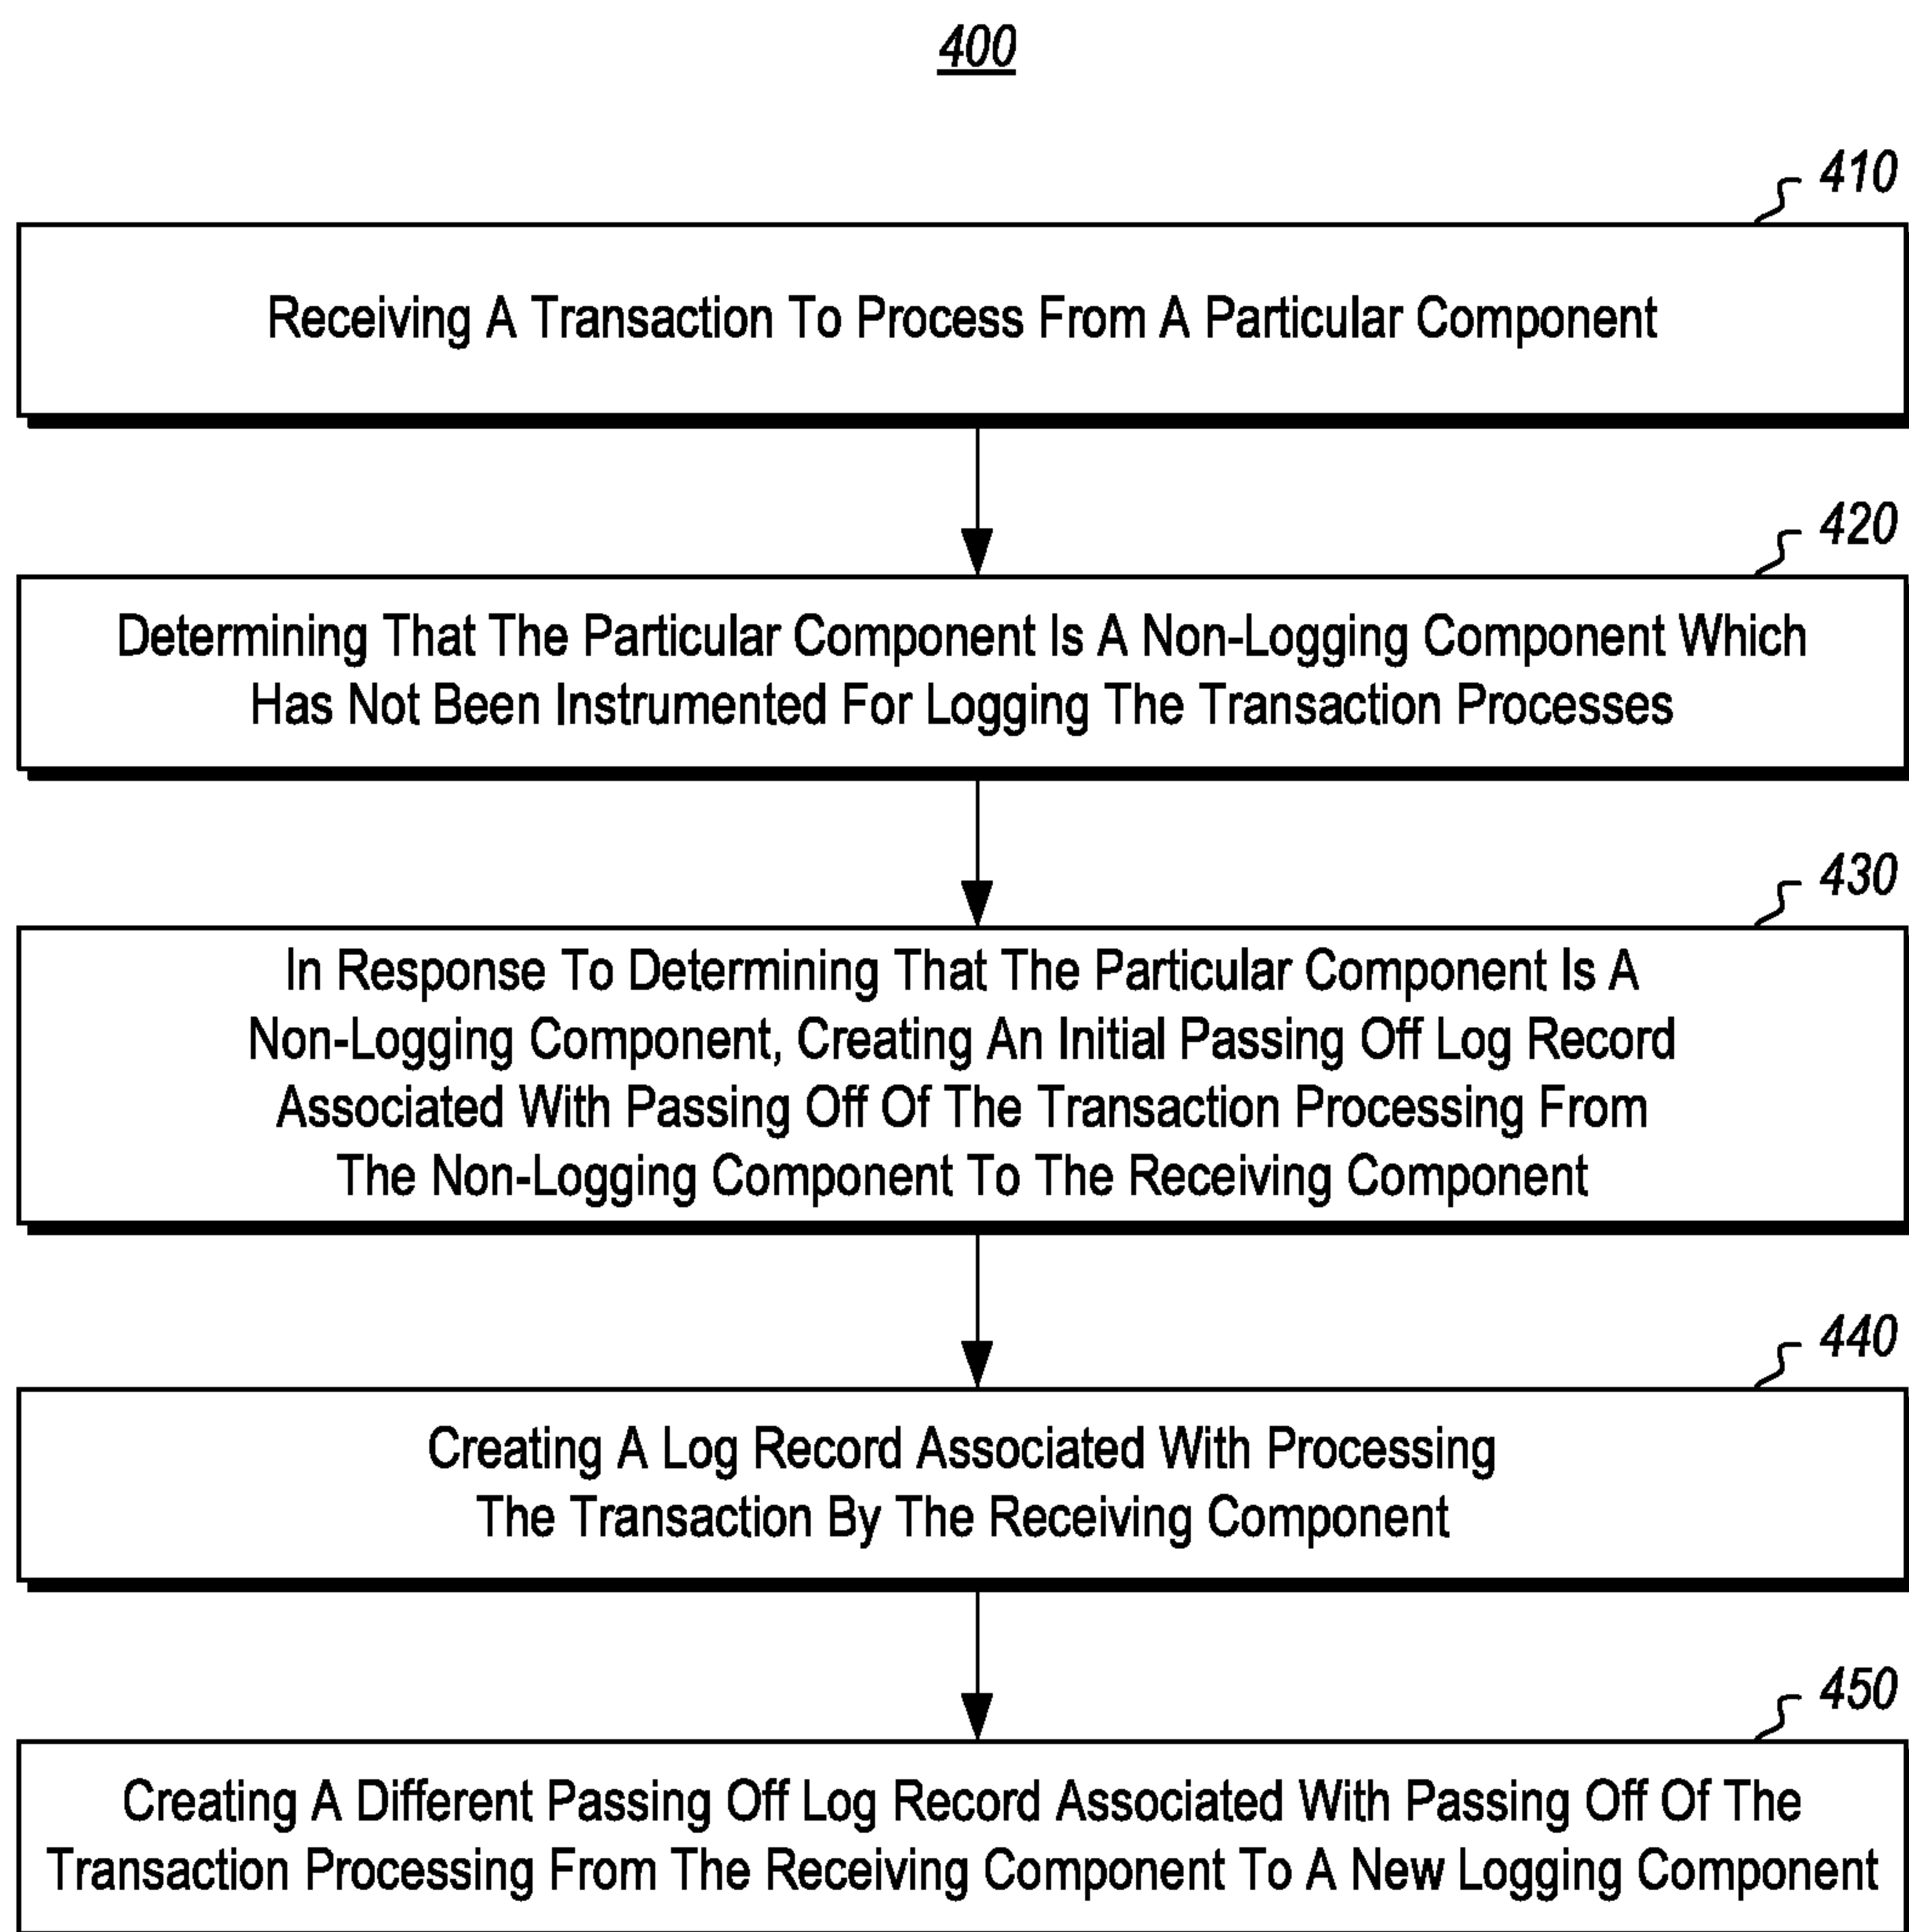 400
410
Receiving A Transaction To Process From A Particular Component
420
Determining That The Particular Component Is A Non-Logging Component Which
Has Not Been Instrumented For Logging The Transaction Processes
430
In Response To Determining That The Particular Component Is A
Non-Logging Component, Creating An Initial Passing Off Log Record
Associated With Passing Off Of The Transaction Processing From
The Non-Logging Component To The Receiving Component
440
Creating A Log Record Associated With Processing
The Transaction By The Receiving Component
450
Creating A Different Passing Off Log Record Associated With Passing Off Of The
Transaction Processing From The Receiving Component To A New Logging Component